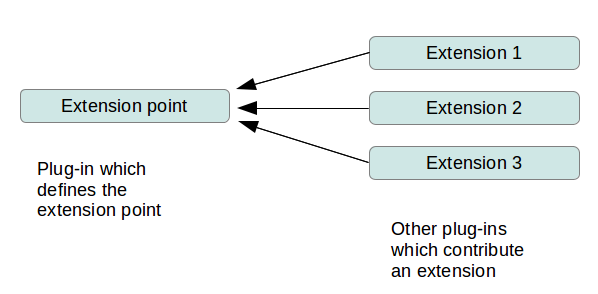 Extension 1
Extension point
Extension 2
Extension 3
Plug-in which
defines the
extension point
Other plug-ins
which contribute
an extension